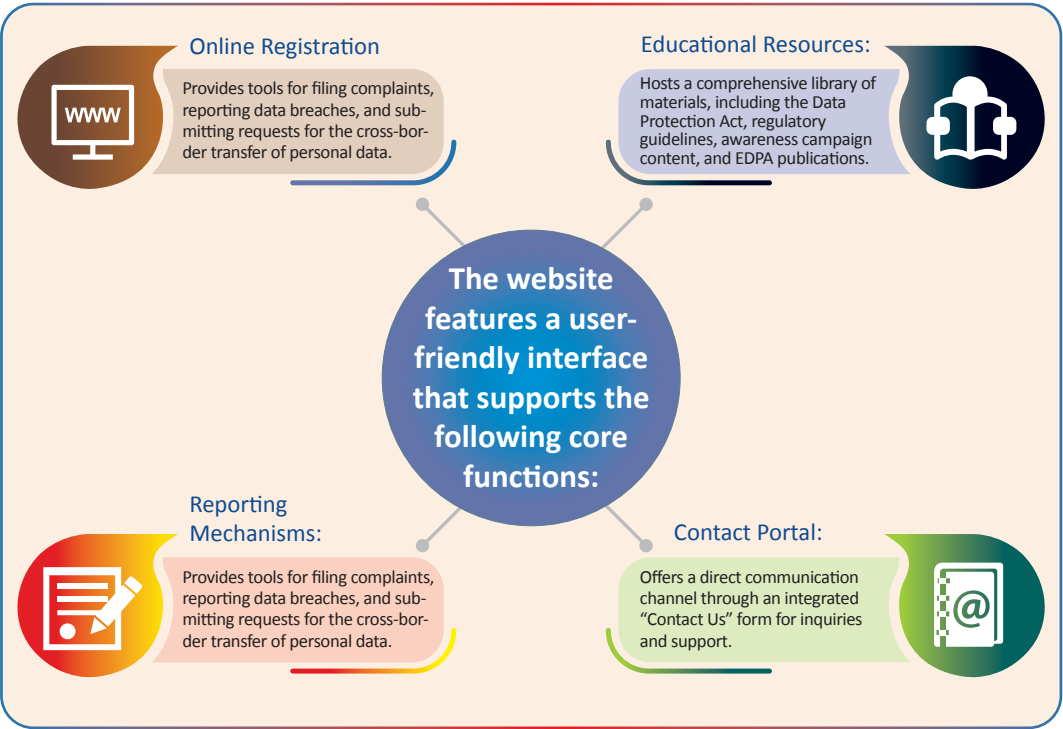 Online Registration
Provides tools for filing complaints,
reporting data breaches, and sub-
mitting requests for the cross-bor-
der transfer of personal data.
www
Educational Resources:
Hosts a comprehensive library of
materials, including the Data
Protection Act, regulatory
guidelines, awareness campaign
content, and EDPA publications.
The website
features a user-
friendly interface
that supports the
following core
functions:
Reporting
Mechanisms:
Provides tools for filing complaints,
reporting data breaches, and sub-
mitting requests for the cross-bor-
der transfer of personal data.
Contact Portal:
Offers a direct communication
channel through an integrated
“Contact Us” form for inquiries
and support.
@